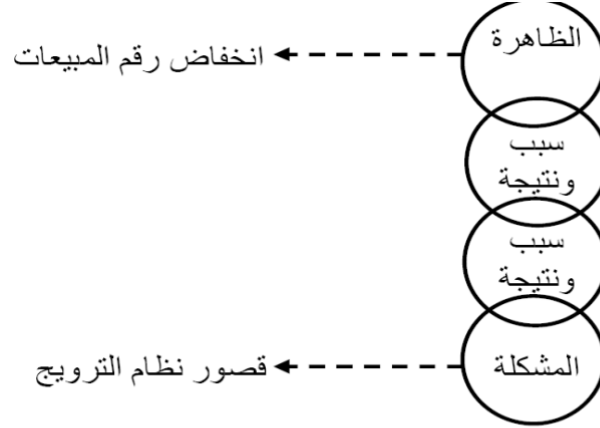 الظاهرة
انخفاض رقم المبيعات
سبب
ونتيجة
سبب
ونتيجة
المشكلة
قصور نظام الترويج